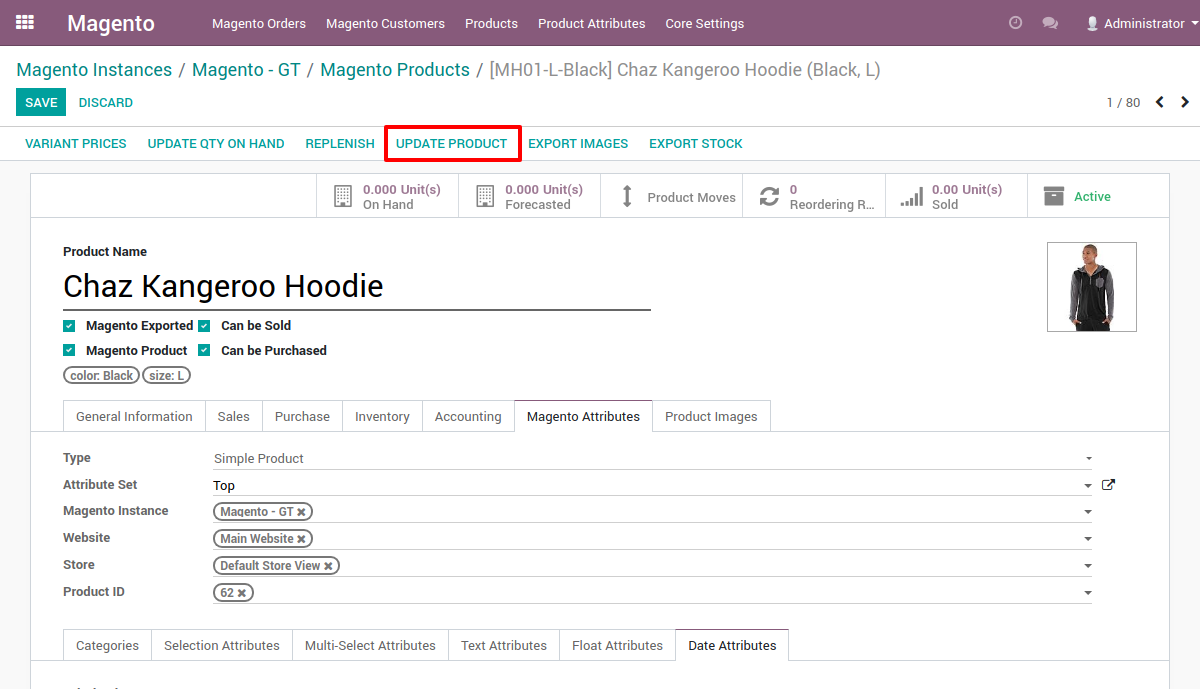 Magento Magento Orders Magento Customers Products Product Attributes Core Settings Administrator
Magento Instances / Magento - GT / Magento Products / [MH01-L-Black] Chaz Kangeroo Hoodie (Black, L)
SAVE DISCARD 1 / 80
VARIANT PRICES UPDATE QTY ON HAND REPLENISH UPDATE PRODUCT EXPORT IMAGES EXPORT STOCK
0.000 Unit(s) 0.000 Unit(s) 0 0.00 Unit(s)
On Hand Forecasted Product Moves Reordering R... Sold Active
Product Name
Chaz Kangeroo Hoodie
Magento Exported Can be Sold
Magento Product Can be Purchased
color: Black size: L
General Information Sales Purchase Inventory Accounting Magento Attributes Product Images
Type Simple Product
Attribute Set Top
Magento Instance Magento - GT ✖
Website Main Website ✖
Store Default Store View ✖
Product ID 62 ✖
Categories Selection Attributes Multi-Select Attributes Text Attributes Float Attributes Date Attributes